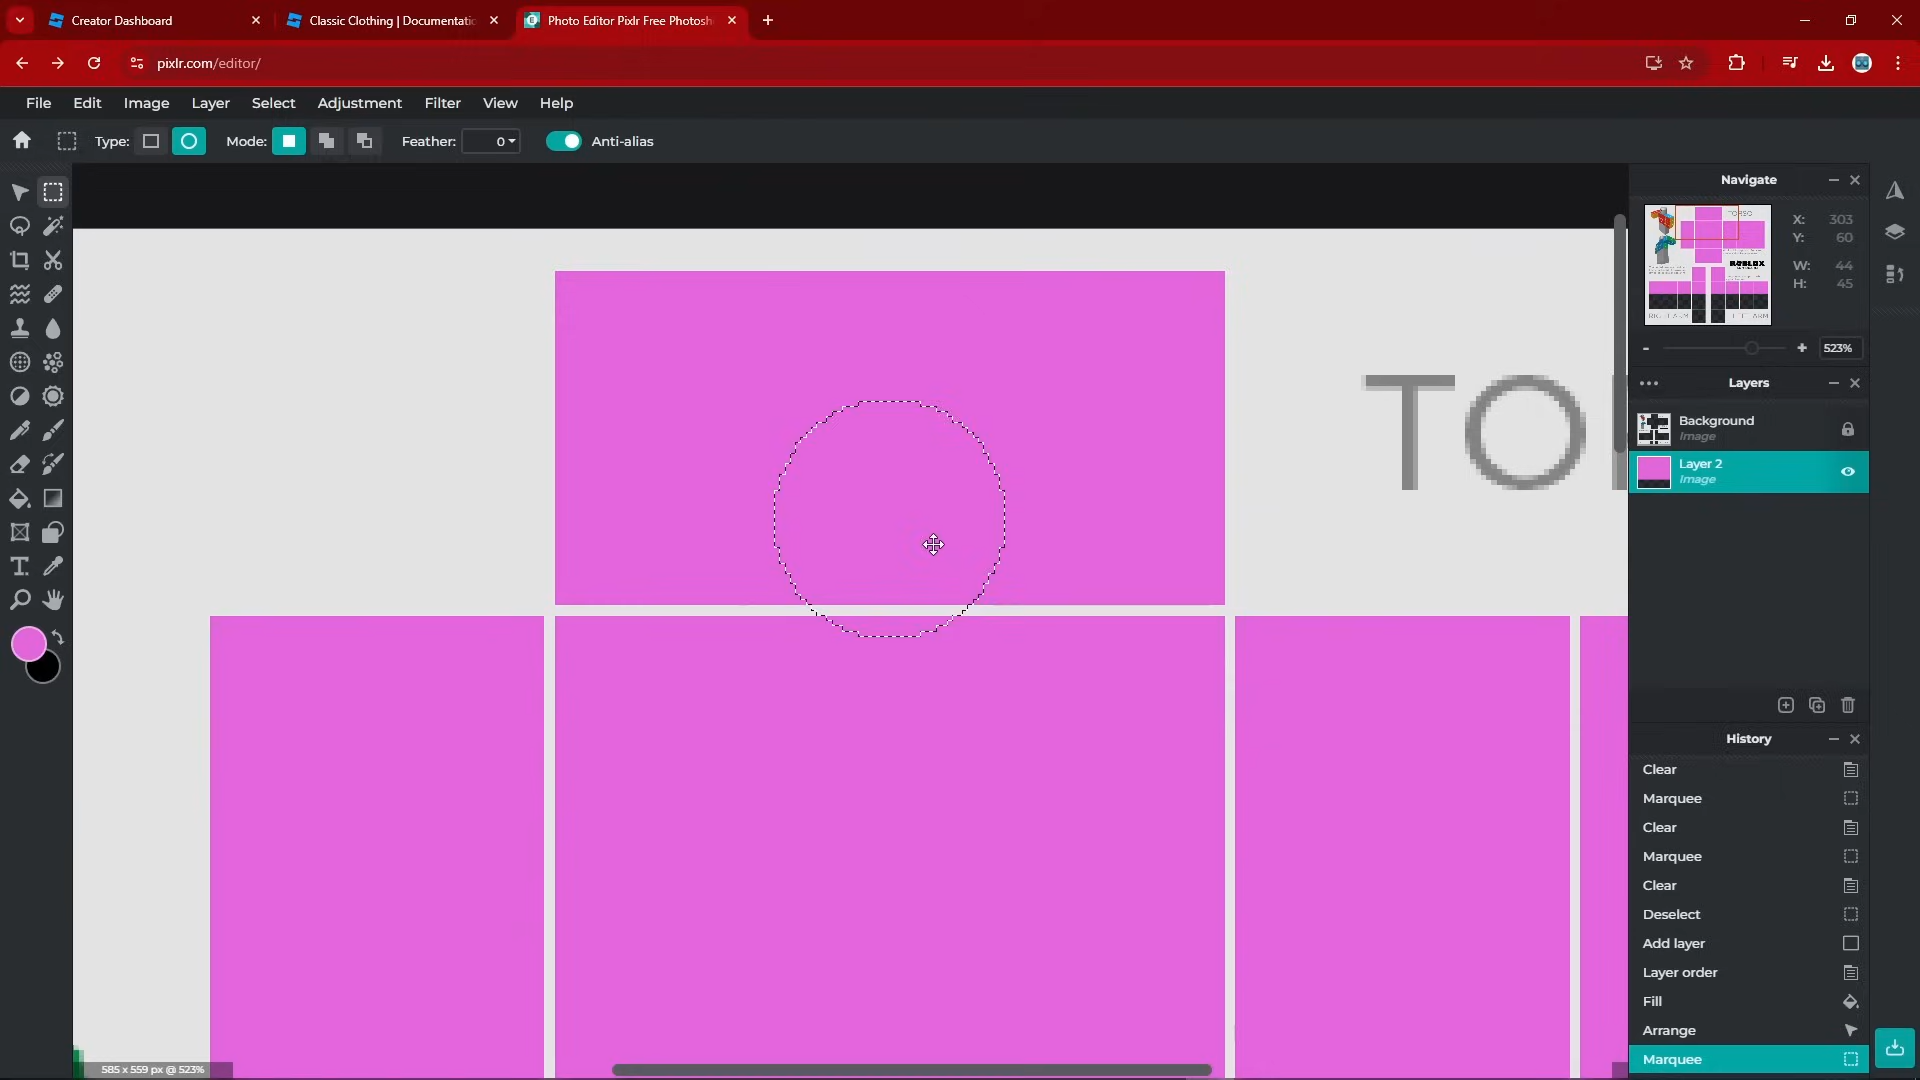 Creator Dashboard
Classic Clothing | Documentatio
Photo Editor Pixlr Free Photosh
pixlr.com/editor/
File Edit Image Layer Select Adjustment Filter View Help
Type: Mode: Feather: 0 Anti-alias
Navigate
X: 303
Y: 60
W: 44
H: 45
TORSO
ROBLOX
- + 523%
Layers
Background
Image
Layer 2
Image
TO
History
Clear
Marquee
Clear
Marquee
Clear
Deselect
Add layer
Layer order
Fill
Arrange
Marquee
585 x 559 px @ 523%